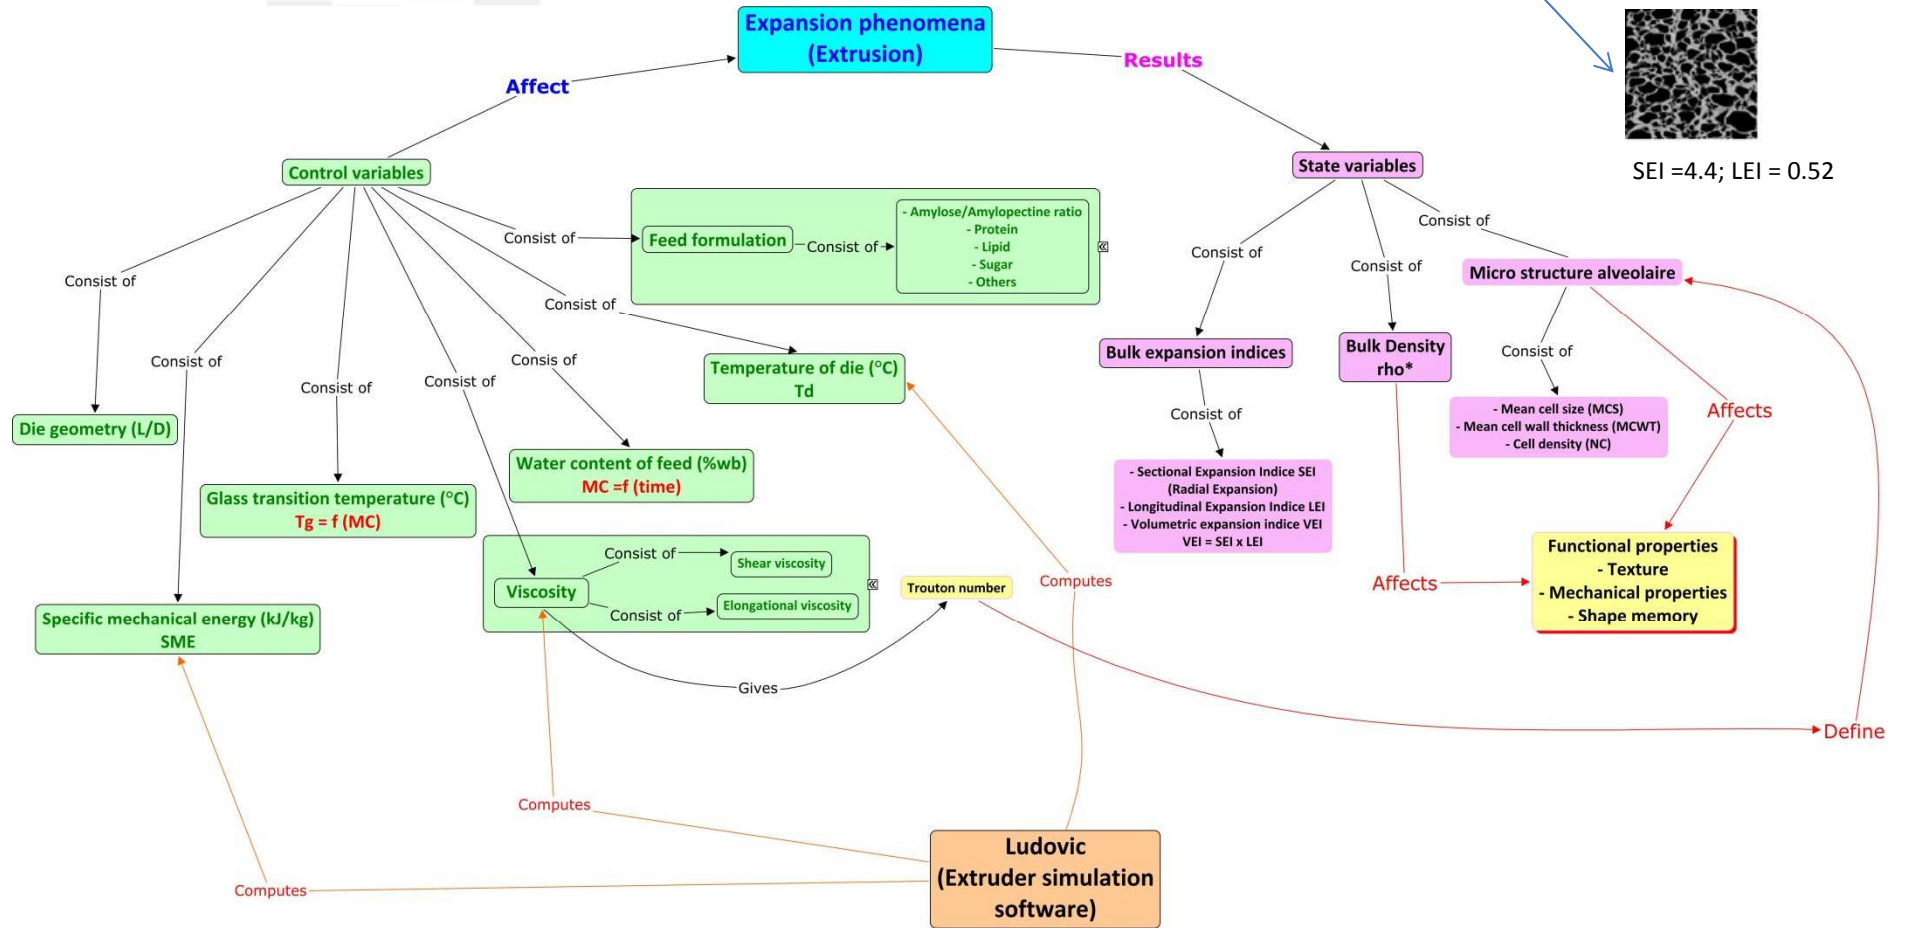 Expansion phenomena
(Extrusion)
Affect
Results
SEI =4.4; LEI = 0.52
Control variables
State variables
Consist of
Feed formulation
Consist of
- Amylose/Amylopectine ratio
- Protein
- Lipid
- Sugar
- Others
Consist of
Consist of
Consist of
Consist of
Micro structure alveolaire
Consist of
Consist of
Consist of
Consist of
Consis of
Consist of
Consist of
Temperature of die (°C)
Td
Bulk expansion indices
Bulk Density
rho*
Consist of
Die geometry (L/D)
Consist of
- Mean cell size (MCS)
- Mean cell wall thickness (MCWT)
- Cell density (NC)
Affects
Water content of feed (%wb)
MC =f (time)
Glass transition temperature (°C)
Tg = f (MC)
- Sectional Expansion Indice SEI
(Radial Expansion)
- Longitudinal Expansion Indice LEI
- Volumetric expansion indice VEI
VEI = SEI x LEI
Viscosity
Consist of
Shear viscosity
Consist of
Elongational viscosity
Trouton number
Computes
Affects
Functional properties
- Texture
- Mechanical properties
- Shape memory
Specific mechanical energy (kJ/kg)
SME
Gives
Define
Computes
Computes
Ludovic
(Extruder simulation
software)